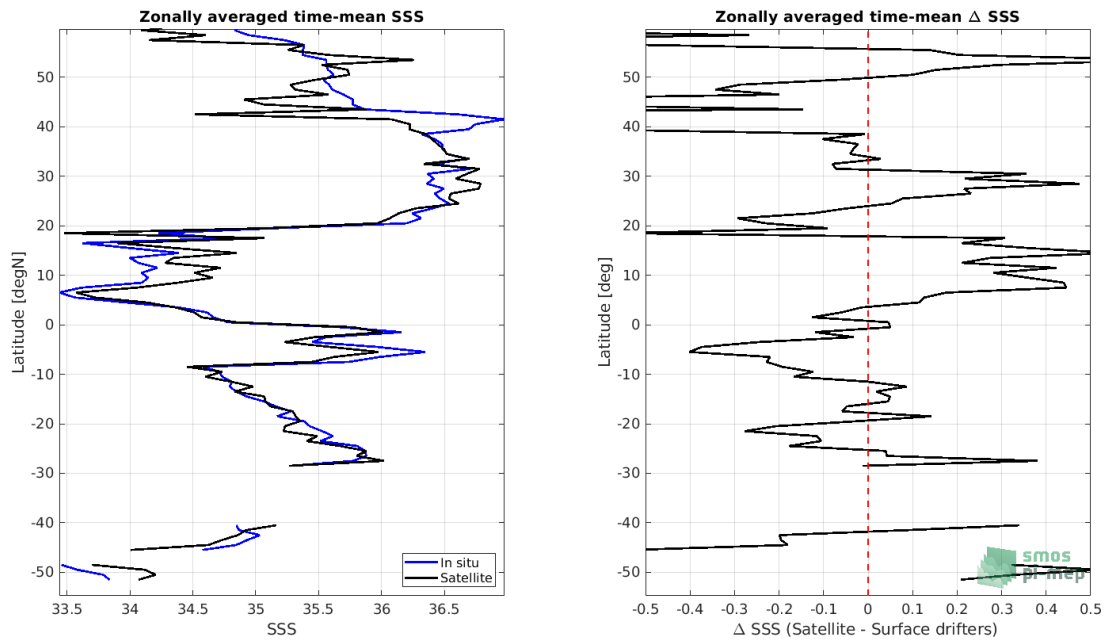 Zonally averaged time-mean SSS
Latitude [degN]
50
40
30
20
10
0
-10
-20
-30
-40
-50
33.5 34 34.5 35 35.5 36 36.5
SSS
In situ
Satellite
Zonally averaged time-mean Δ SSS
Latitude [deg]
50
40
30
20
10
0
-10
-20
-30
-40
-50
-0.5 -0.4 -0.3 -0.2 -0.1 0 0.1 0.2 0.3 0.4 0.5
Δ SSS (Satellite - Surface drifters)
smos
pi-mep